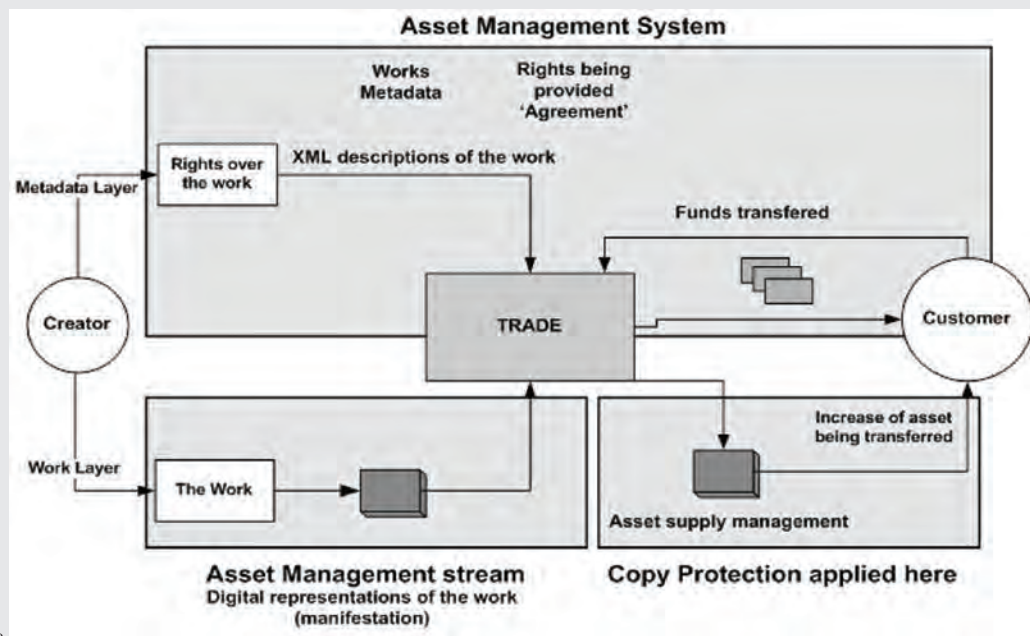 Asset Management System
Works
Metadata
Rights being
provided
‘Agreement’
Rights over
the work
XML descriptions of the work
Metadata Layer
Funds transfered
Creator
TRADE
Customer
Work Layer
The Work
Increase of asset
being transferred
Asset supply management
Asset Management stream
Digital representations of the work
(manifestation)
Copy Protection applied here